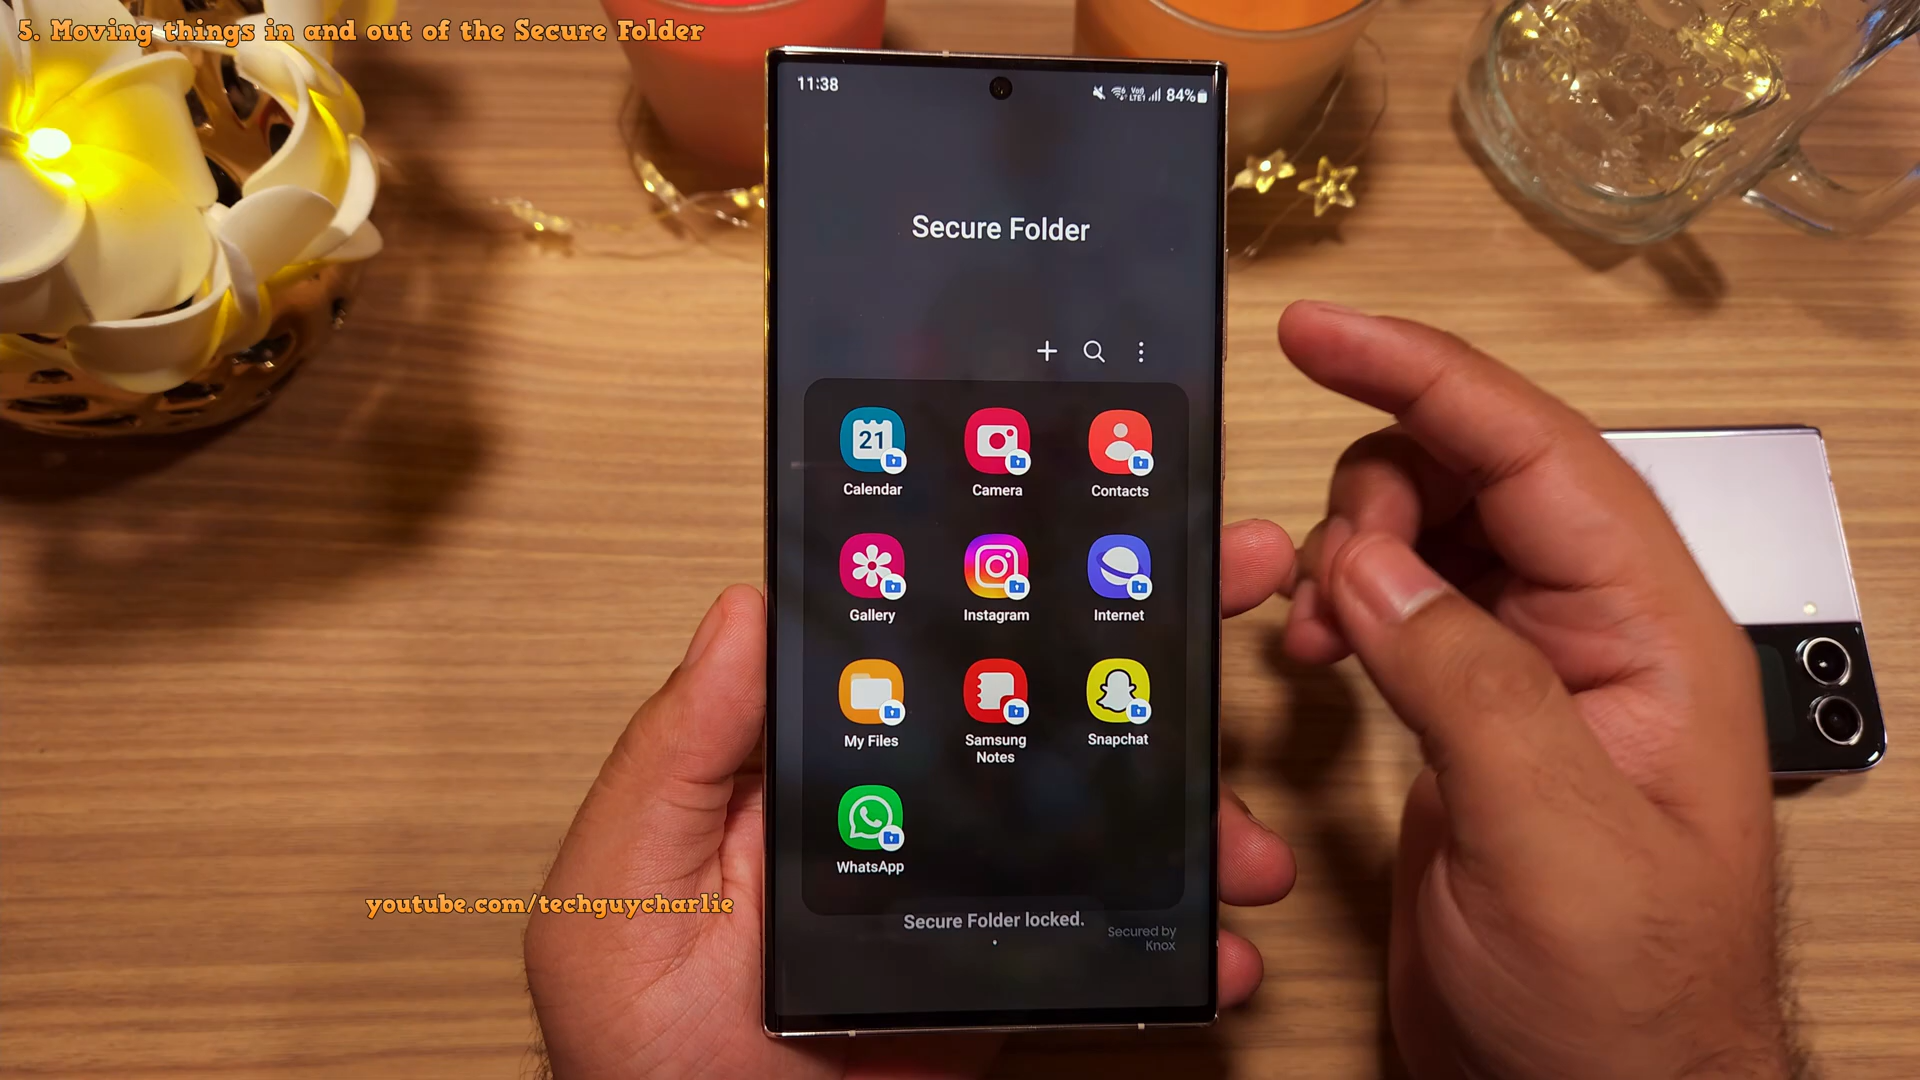 5. Moving things in and out of the Secure Folder
11:38
84%
Secure Folder
21
Calendar
Camera
Contacts
Gallery
Instagram
Internet
My Files
Samsung
Notes
Snapchat
WhatsApp
youtube.com/techguycharlie
Secure Folder locked.
Secured by
Knox